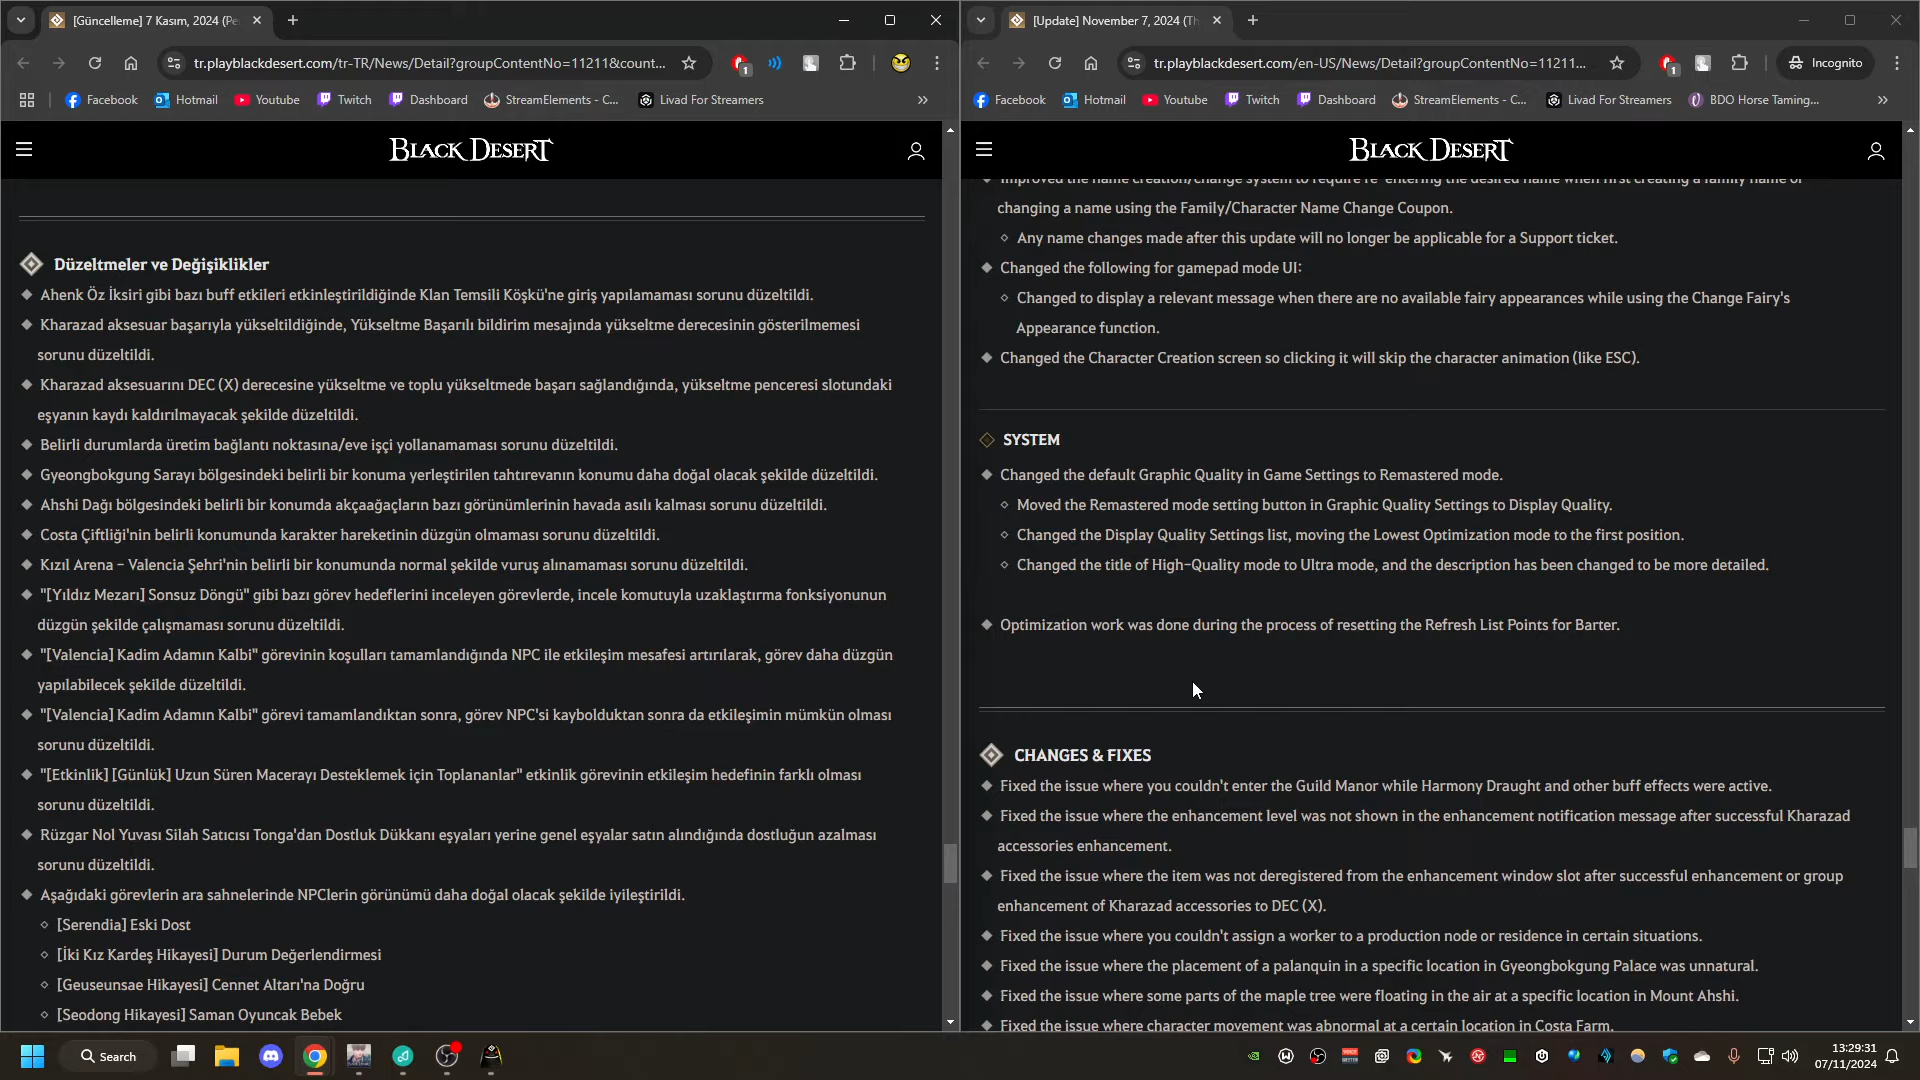 [Güncelleme] 7 Kasım, 2024 (Pe
tr.playblackdesert.com/tr-TR/News/Detail?groupContentNo=11211&count...
1
Facebook
Hotmail
Youtube
Twitch
Dashboard
StreamElements - C...
Livad For Streamers
»
BLACK DESERT
Düzeltmeler ve Değişiklikler
Ahenk Öz İksiri gibi bazı buff etkileri etkinleştirildiğinde Klan Temsili Köşkü'ne giriş yapılamaması sorunu düzeltildi.
Kharazad aksesuar başarıyla yükseltildiğinde, Yükseltme Başarılı bildirim mesajında yükseltme derecesinin gösterilmemesi
sorunu düzeltildi.
Kharazad aksesuarını DEC (X) derecesine yükseltme ve toplu yükseltmede başarı sağlandığında, yükseltme penceresi slotundaki
eşyanın kaydı kaldırılmayacak şekilde düzeltildi.
Belirli durumlarda üretim bağlantı noktasına/eve işçi yollanamaması sorunu düzeltildi.
Gyeongbokgung Sarayı bölgesindeki belirli bir konuma yerleştirilen tahtırevanın konumu daha doğal olacak şekilde düzeltildi.
Ahshi Dağı bölgesindeki belirli bir konumda akçaağaçların bazı görünümlerinin havada asılı kalması sorunu düzeltildi.
Costa Çiftliği'nin belirli konumunda karakter hareketinin düzgün olmaması sorunu düzeltildi.
Kızıl Arena - Valencia Şehri'nin belirli bir konumunda normal şekilde vuruş alınamaması sorunu düzeltildi.
"[Yıldız Mezarı] Sonsuz Döngü" gibi bazı görev hedeflerini inceleyen görevlerde, incele komutuyla uzaklaştırma fonksiyonunun
düzgün şekilde çalışmaması sorunu düzeltildi.
"[Valencia] Kadim Adamın Kalbi" görevinin koşulları tamamlandığında NPC ile etkileşim mesafesi artırılarak, görev daha düzgün
yapılabilecek şekilde düzeltildi.
"[Valencia] Kadim Adamın Kalbi" görevi tamamlandıktan sonra, görev NPC'si kaybolduktan sonra da etkileşimin mümkün olması
sorunu düzeltildi.
"[Etkinlik] [Günlük] Uzun Süren Macerayı Desteklemek için Toplananlar" etkinlik görevinin etkileşim hedefinin farklı olması
sorunu düzeltildi.
Rüzgar Nol Yuvası Silah Satıcısı Tonga'dan Dostluk Dükkanı eşyaları yerine genel eşyalar satın alındığında dostluğun azalması
sorunu düzeltildi.
Aşağıdaki görevlerin ara sahnelerinde NPClerin görünümü daha doğal olacak şekilde iyileştirildi.
[Serendia] Eski Dost
[İki Kız Kardeş Hikayesi] Durum Değerlendirmesi
[Geuseunsae Hikayesi] Cennet Altarı'na Doğru
[Seodong Hikayesi] Saman Oyuncak Bebek
[Update] November 7, 2024 (Th
tr.playblackdesert.com/en-US/News/Detail?groupContentNo=11211...
1
Incognito
Facebook
Hotmail
Youtube
Twitch
Dashboard
StreamElements - C...
Livad For Streamers
BDO Horse Taming...
»
BLACK DESERT
Improved the name creation/change system to require re-entering the desired name when first creating a family name or
changing a name using the Family/Character Name Change Coupon.
Any name changes made after this update will no longer be applicable for a Support ticket.
Changed the following for gamepad mode UI:
Changed to display a relevant message when there are no available fairy appearances while using the Change Fairy's
Appearance function.
Changed the Character Creation screen so clicking it will skip the character animation (like ESC).
SYSTEM
Changed the default Graphic Quality in Game Settings to Remastered mode.
Moved the Remastered mode setting button in Graphic Quality Settings to Display Quality.
Changed the Display Quality Settings list, moving the Lowest Optimization mode to the first position.
Changed the title of High-Quality mode to Ultra mode, and the description has been changed to be more detailed.
Optimization work was done during the process of resetting the Refresh List Points for Barter.
CHANGES & FIXES
Fixed the issue where you couldn't enter the Guild Manor while Harmony Draught and other buff effects were active.
Fixed the issue where the enhancement level was not shown in the enhancement notification message after successful Kharazad
accessories enhancement.
Fixed the issue where the item was not deregistered from the enhancement window slot after successful enhancement or group
enhancement of Kharazad accessories to DEC (X).
Fixed the issue where you couldn't assign a worker to a production node or residence in certain situations.
Fixed the issue where the placement of a palanquin in a specific location in Gyeongbokgung Palace was unnatural.
Fixed the issue where some parts of the maple tree were floating in the air at a specific location in Mount Ahshi.
Fixed the issue where character movement was abnormal at a certain location in Costa Farm.
Search
13:29:31
07/11/2024